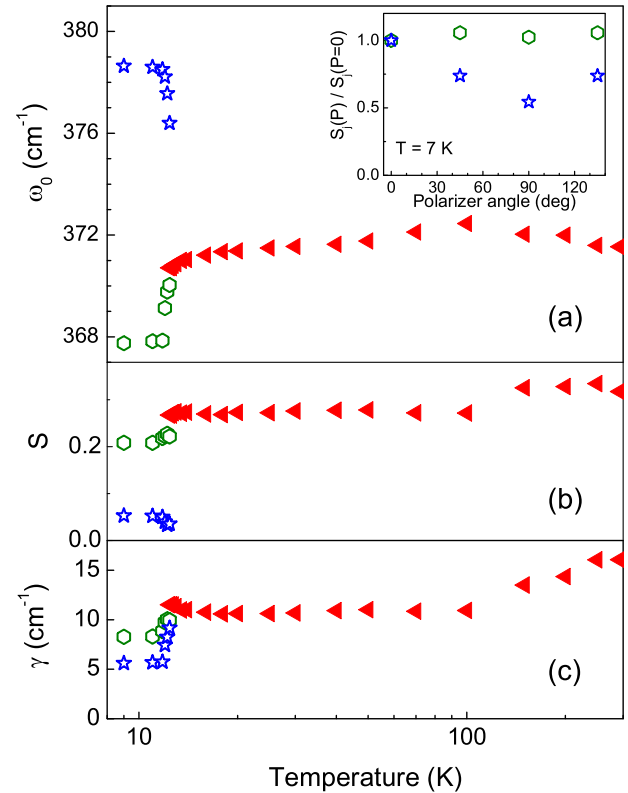 380
376
372
368
ω₀ (cm⁻¹)
(a)
1.0
0.5
0.0
Sⱼ(P) / Sⱼ(P=0)
T = 7 K
0 30 60 90 120
Polarizer angle (deg)
0.2
0.0
S
(b)
15
10
5
0
γ (cm⁻¹)
(c)
10 100
Temperature (K)